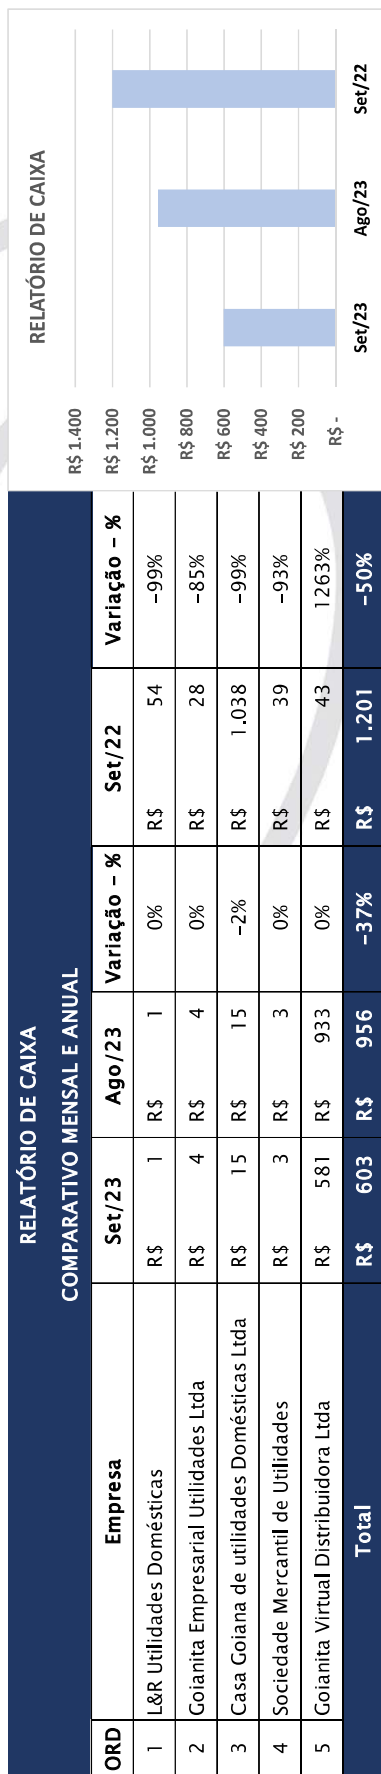 RELATÓRIO DE CAIXA
COMPARATIVO MENSAL E ANUAL
ORD Empresa Set/23 Ago/23 Variação – % Set/22 Variação – %
1 L&R Utilidades Domésticas R$ 1 R$ 1 0% R$ 54 –99%
2 Goianita Empresarial Utilidades Ltda R$ 4 R$ 4 0% R$ 28 –85%
3 Casa Goiana de utilidades Domésticas Ltda R$ 15 R$ 15 –2% R$ 1.038 –99%
4 Sociedade Mercantil de Utilidades R$ 3 R$ 3 0% R$ 39 –93%
5 Goianita Virtual Distribuidora Ltda R$ 581 R$ 933 0% R$ 43 1263%
Total R$ 603 R$ 956 –37% R$ 1.201 –50%
RELATÓRIO DE CAIXA
R$ 1.400
R$ 1.200
R$ 1.000
R$ 800
R$ 600
R$ 400
R$ 200
R$ -
Set/23 Ago/23 Set/22